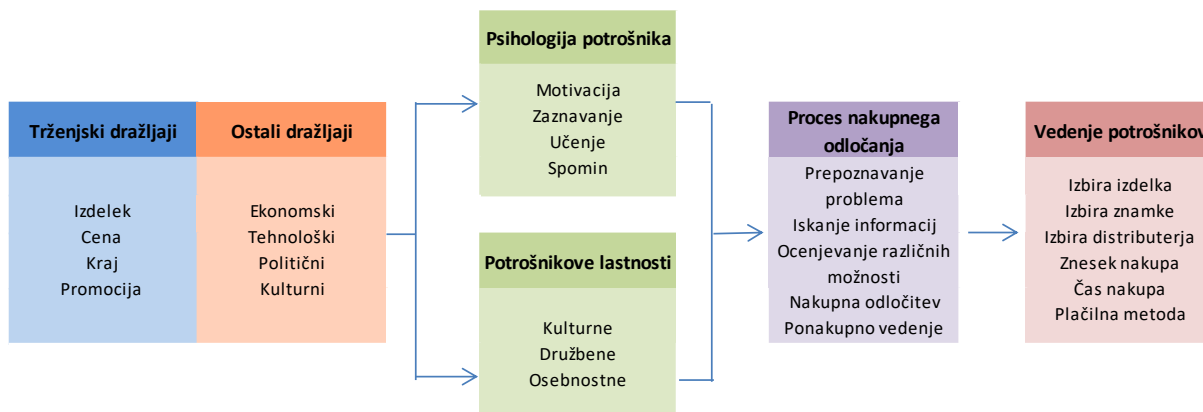 Trženjski dražljaji
Izdelek
Cena
Kraj
Promocija
Ostali dražljaji
Ekonomski
Tehnološki
Politični
Kulturni
Psihologija potrošnika
Motivacija
Zaznavanje
Učenje
Spomin
Potrošnikove lastnosti
Kulturne
Družbene
Osebnostne
Proces nakupnega
odločanja
Prepoznavanje
problema
Iskanje informacij
Ocenjevanje različnih
možnosti
Nakupna odločitev
Ponakupno vedenje
Vedenje potrošnikov
Izbira izdelka
Izbira znamke
Izbira distributerja
Znesek nakupa
Čas nakupa
Plačilna metoda